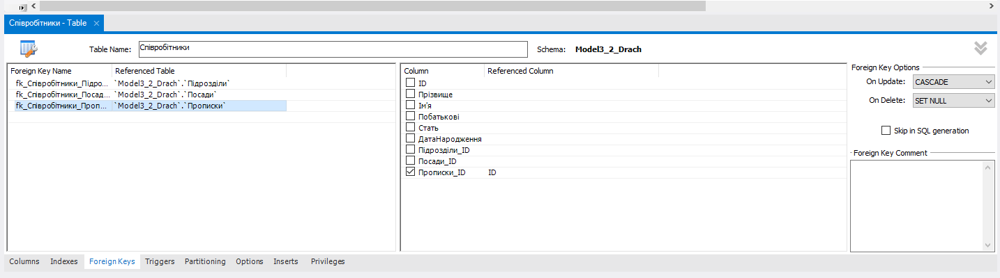 Співробітники - Table
Table Name: Співробітники Schema: Model3_2_Drach
Foreign Key Name Referenced Table
fk_Співробітники_Підро... `Model3_2_Drach`.`Підрозділи`
fk_Співробітники_Посад... `Model3_2_Drach`.`Посади`
fk_Співробітники_Проп... `Model3_2_Drach`.`Прописки`
Column Referenced Column
ID
Прізвище
Ім'я
Побатькові
Стать
ДатаНародження
Підрозділи_ID
Посади_ID
Прописки_ID ID
Foreign Key Options
On Update: CASCADE
On Delete: SET NULL
Skip in SQL generation
Foreign Key Comment
Columns Indexes Foreign Keys Triggers Partitioning Options Inserts Privileges